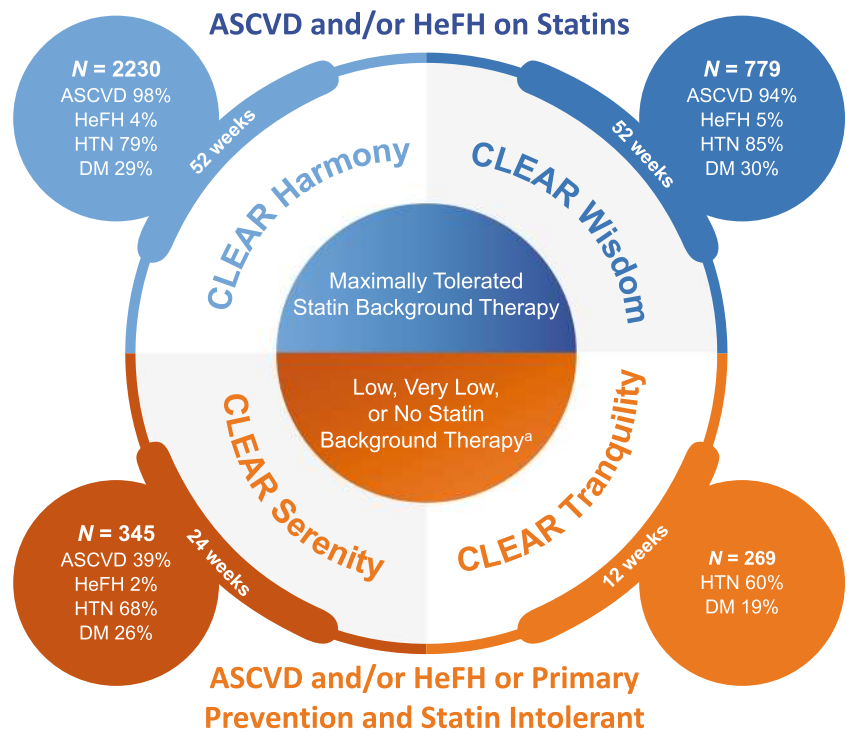 ASCVD and/or HeFH on Statins
N = 2230
ASCVD 98%
HeFH 4%
HTN 79%
DM 29%
52 weeks
CLEAR Harmony
N = 779
ASCVD 94%
HeFH 5%
HTN 85%
DM 30%
52 weeks
CLEAR Wisdom
Maximally Tolerated
Statin Background Therapy
Low, Very Low,
or No Statin
Background Therapyᵃ
CLEAR Serenity
24 weeks
N = 345
ASCVD 39%
HeFH 2%
HTN 68%
DM 26%
CLEAR Tranquility
12 weeks
N = 269
HTN 60%
DM 19%
ASCVD and/or HeFH or Primary
Prevention and Statin Intolerant